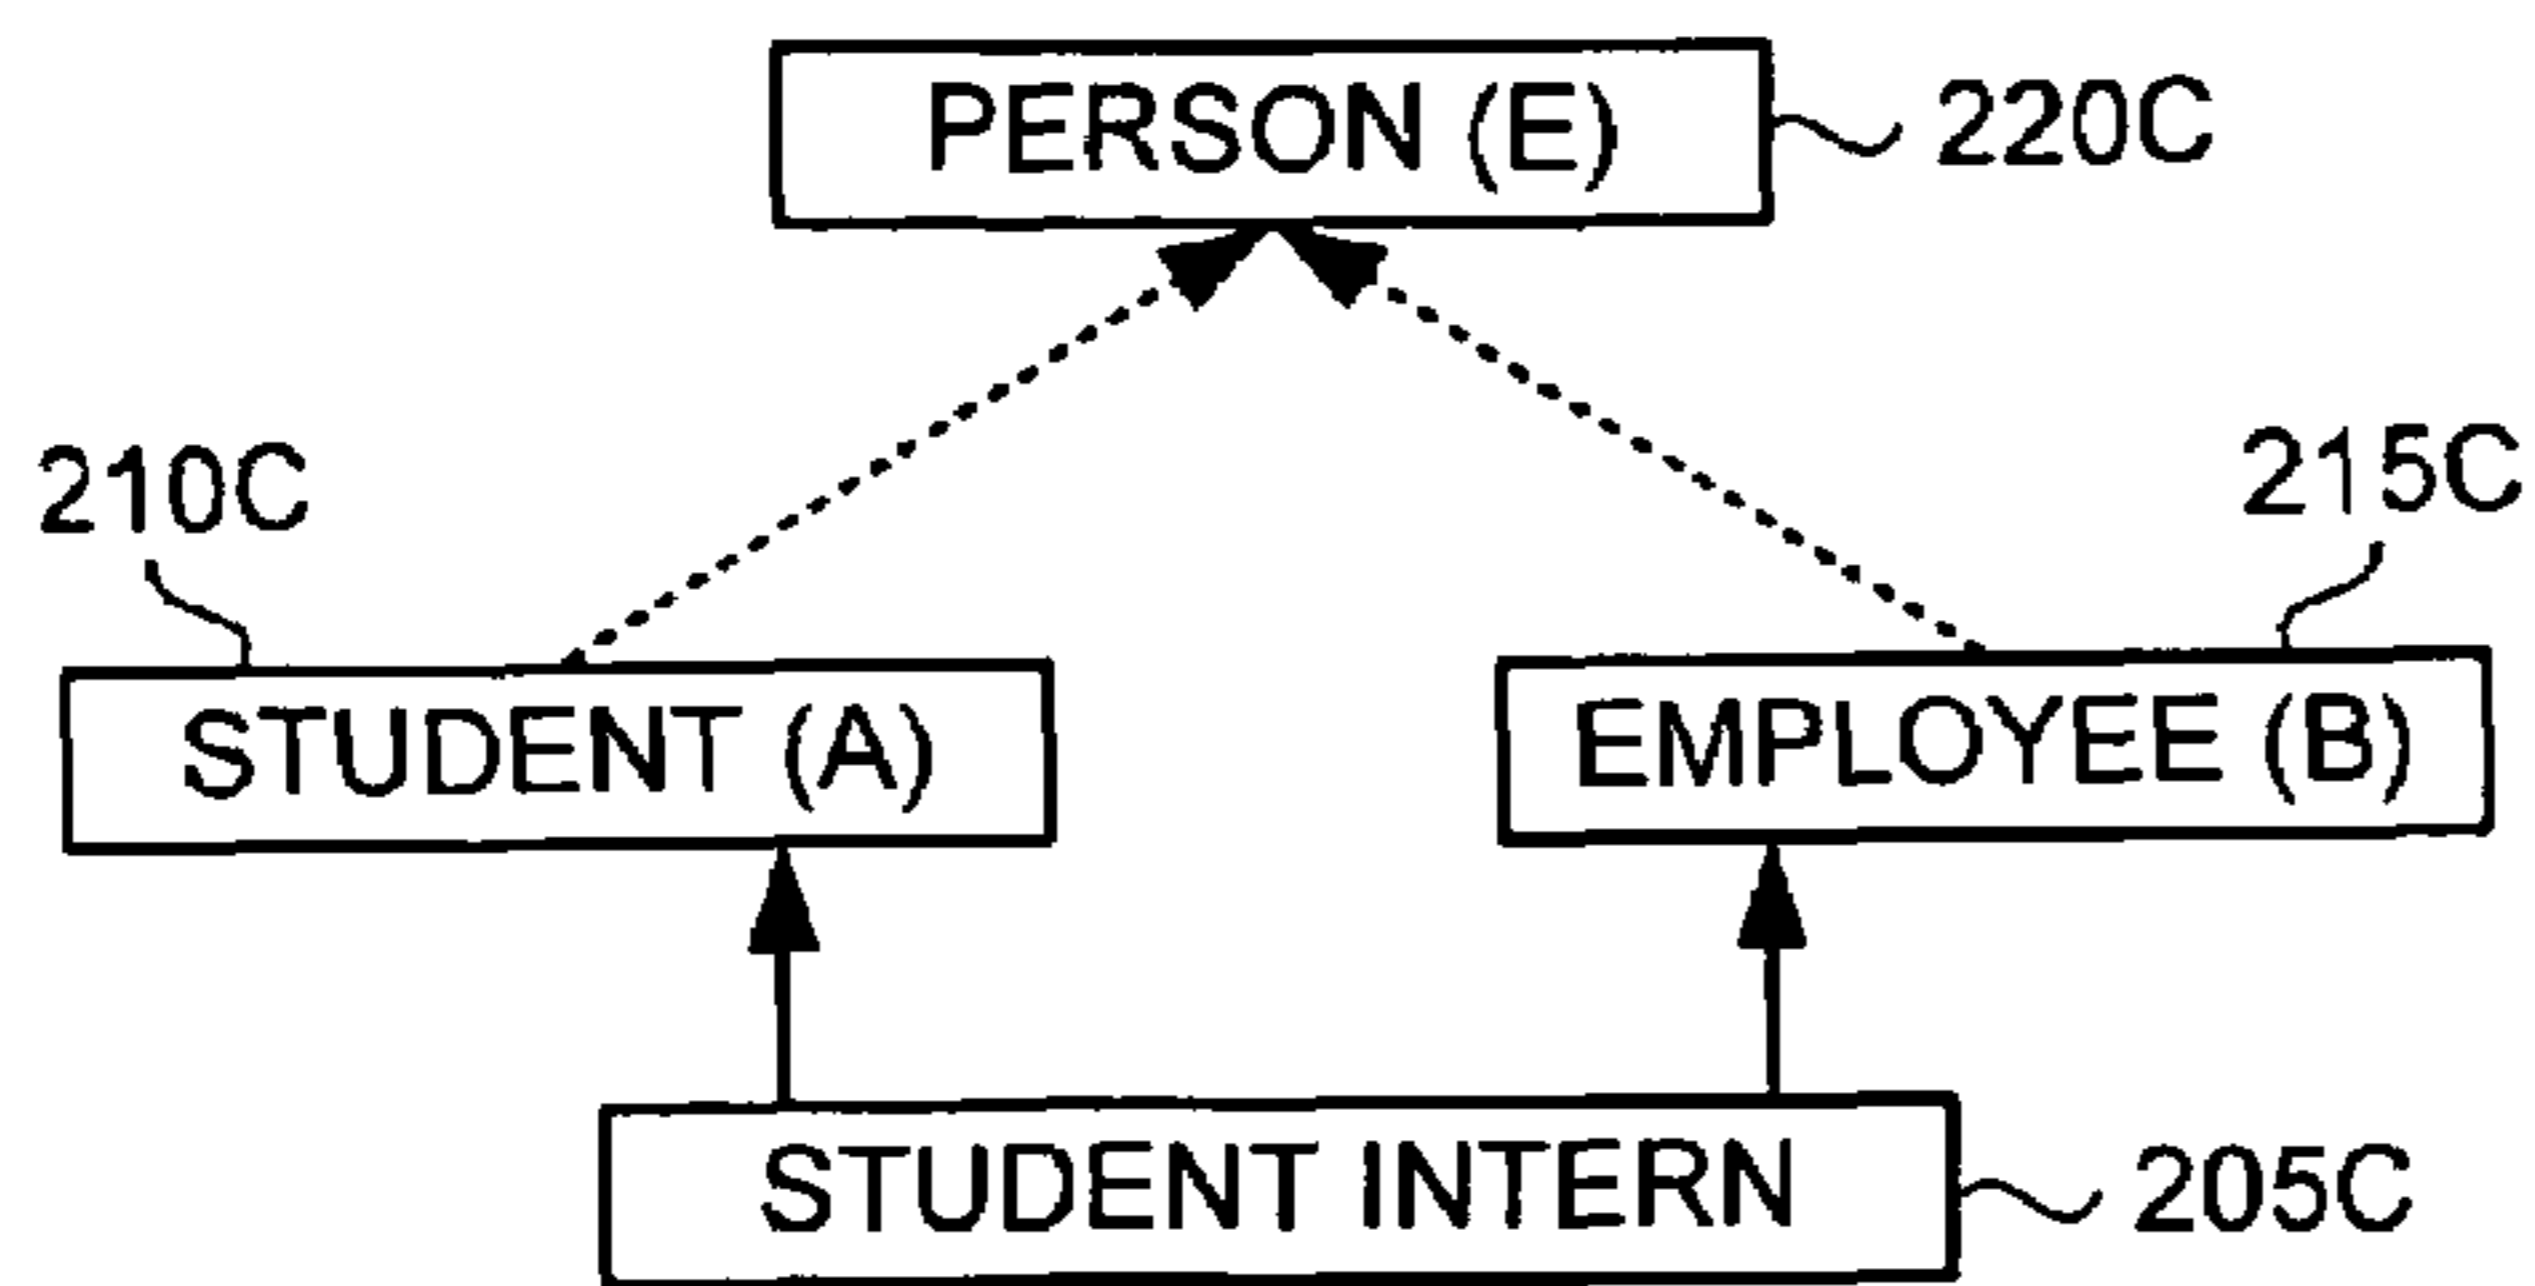 PERSON (E) 220C
210C 215C
STUDENT (A) EMPLOYEE (B)
STUDENT INTERN 205C